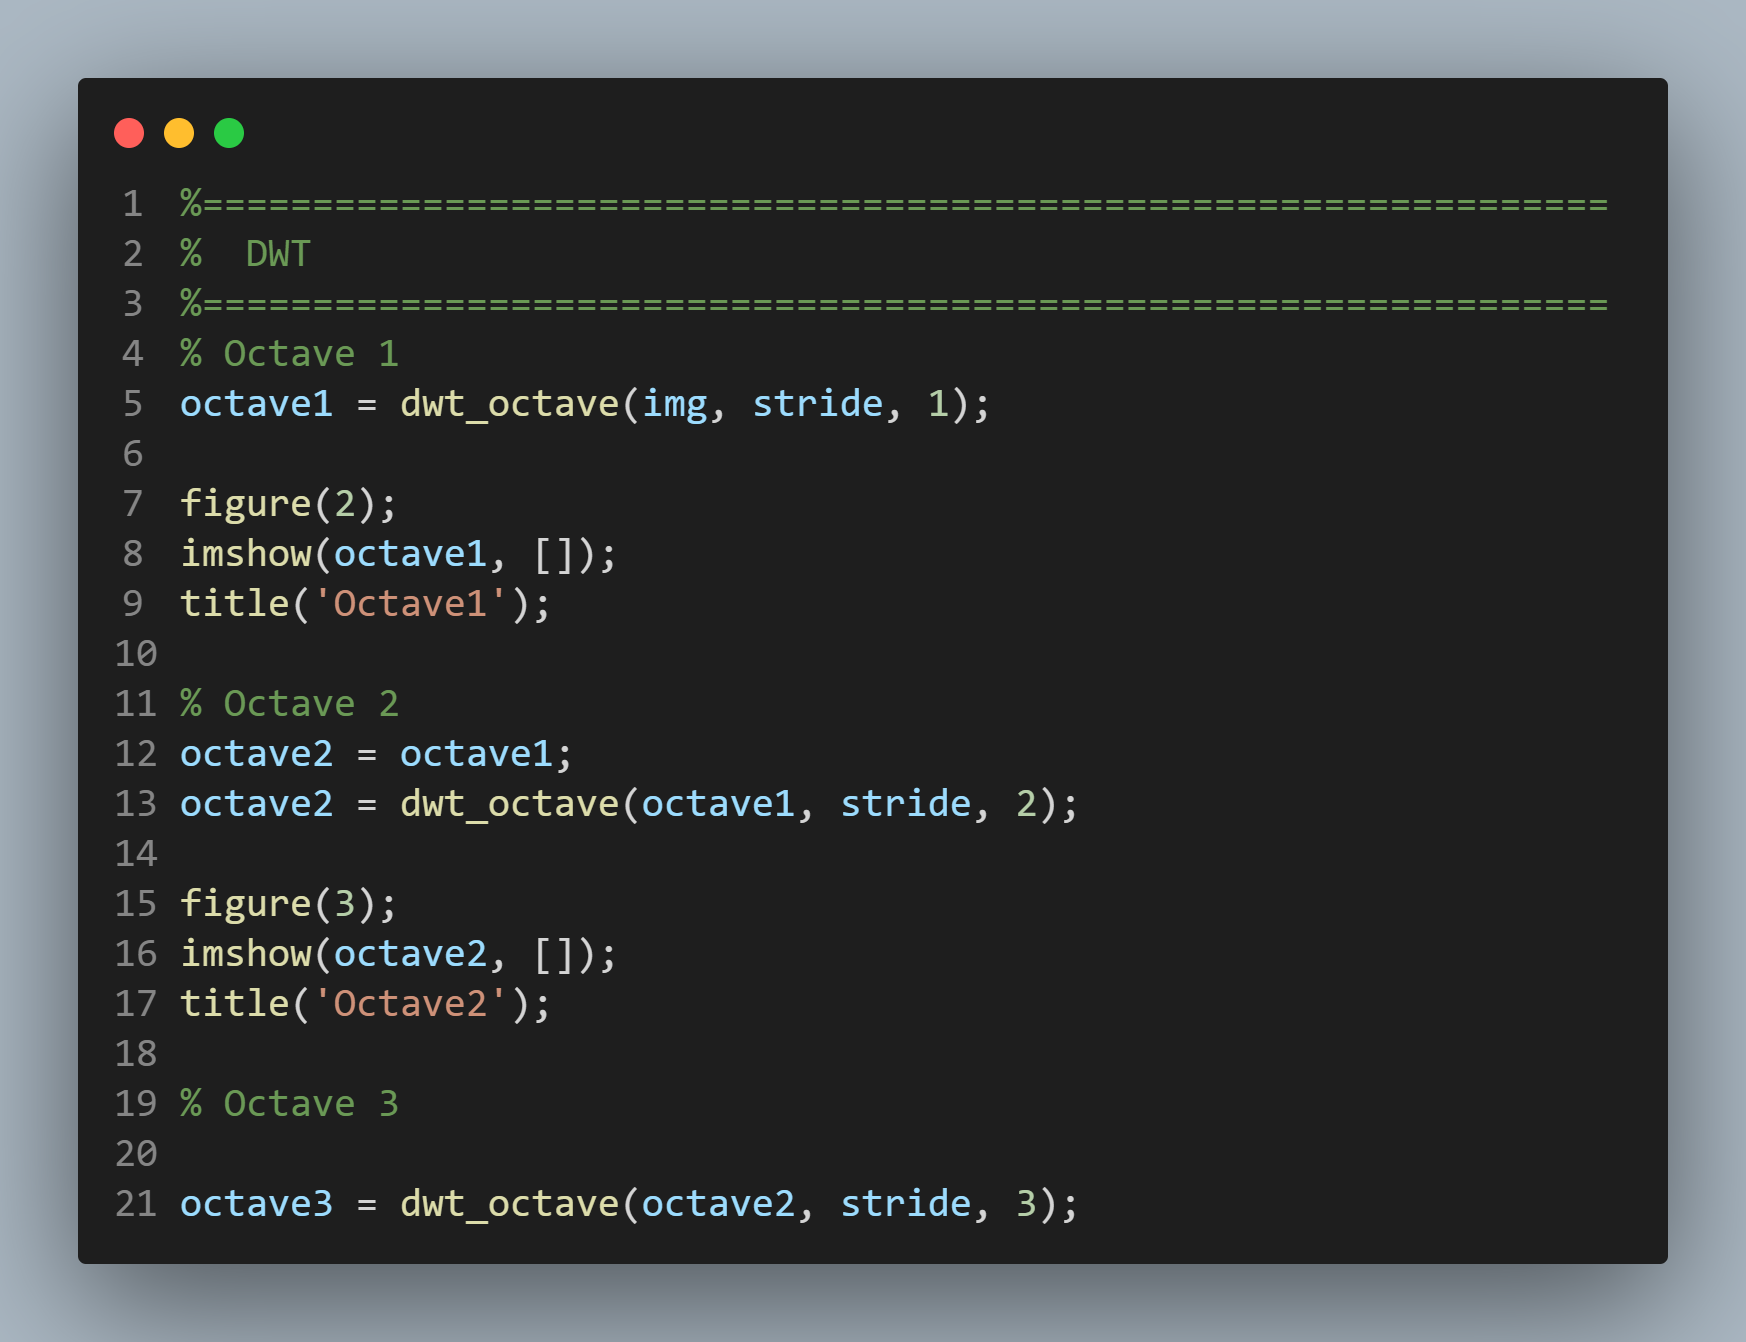 1 %================================================================
2 %  DWT
3 %================================================================
4 % Octave 1
5 octave1 = dwt_octave(img, stride, 1);
6
7 figure(2);
8 imshow(octave1, []);
9 title('Octave1');
10
11 % Octave 2
12 octave2 = octave1;
13 octave2 = dwt_octave(octave1, stride, 2);
14
15 figure(3);
16 imshow(octave2, []);
17 title('Octave2');
18
19 % Octave 3
20
21 octave3 = dwt_octave(octave2, stride, 3);